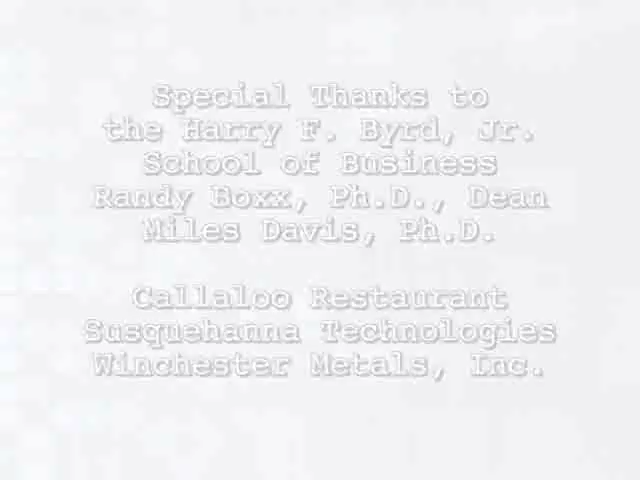 Special Thanks to
the Harry F. Byrd, Jr.
School of Business
Randy Boxx, Ph.D., Dean
Miles Davis, Ph.D.
Callaloo Restaurant
Susquehanna Technologies
Winchester Metals, Inc.